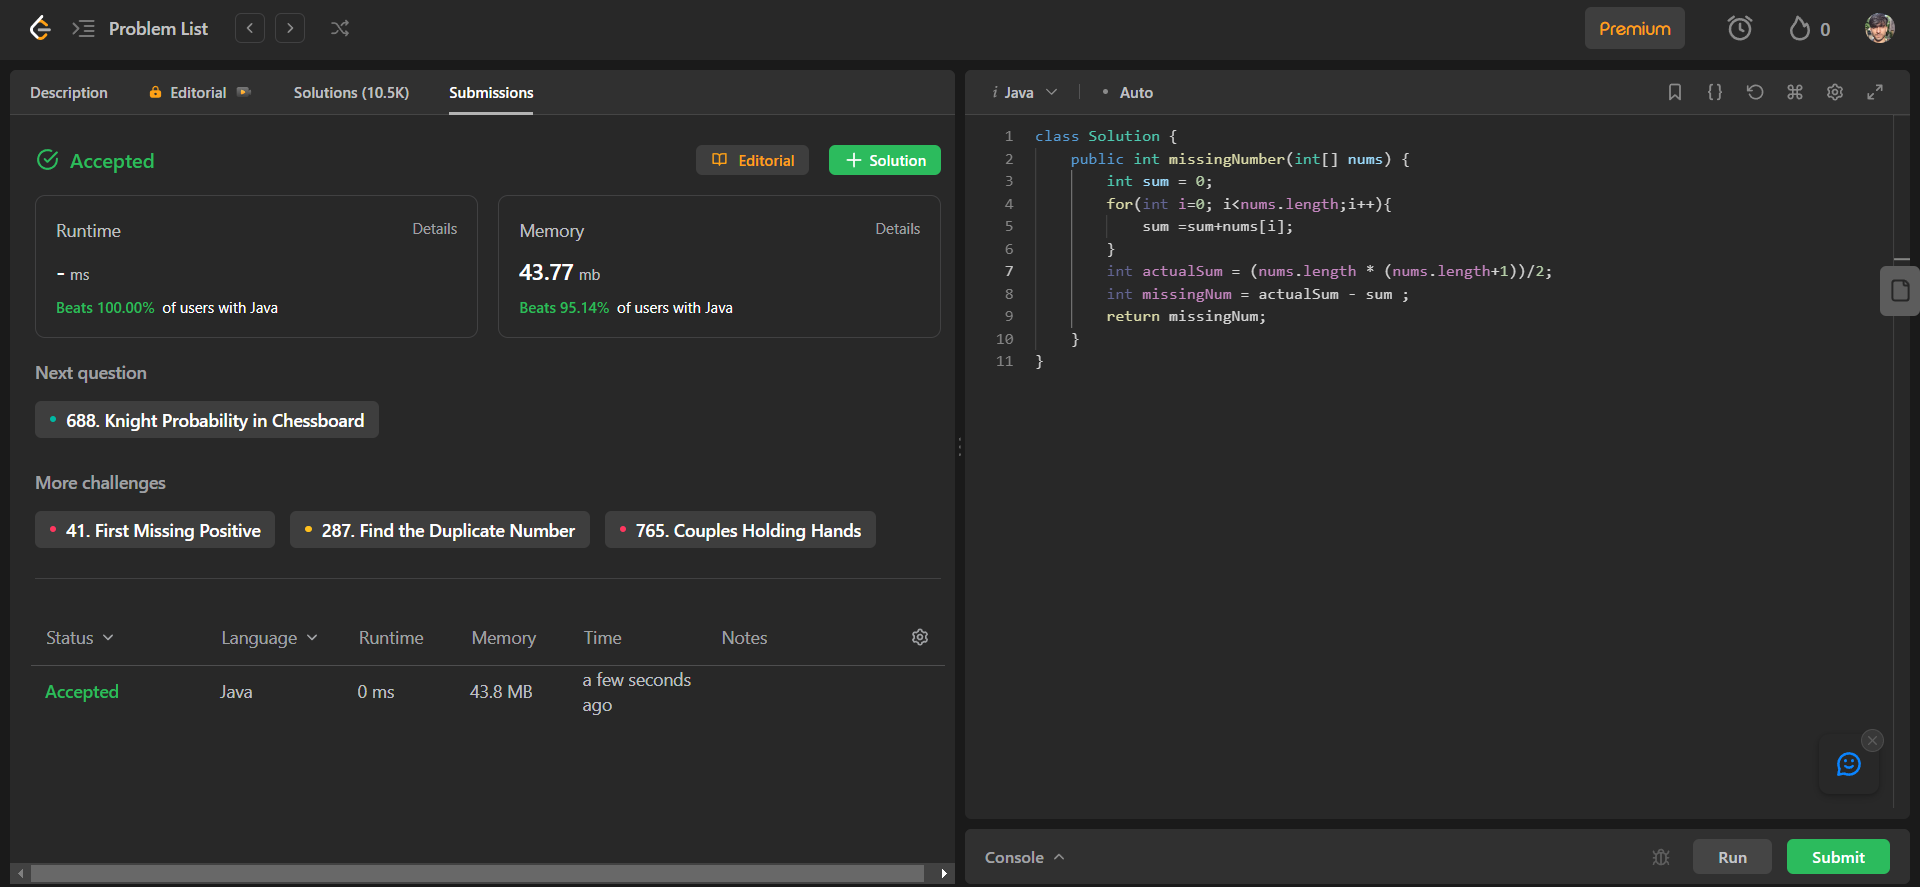 Problem List
Premium
0
Description
Editorial
Solutions (10.5K)
Submissions
Accepted
Editorial
Solution
Runtime
Details
- ms
Beats 100.00% of users with Java
Memory
Details
43.77 mb
Beats 95.14% of users with Java
Next question
688. Knight Probability in Chessboard
More challenges
41. First Missing Positive
287. Find the Duplicate Number
765. Couples Holding Hands
Status Language Runtime Memory Time Notes
Accepted Java 0 ms 43.8 MB a few seconds
ago
i Java
Auto
1 class Solution {
2 public int missingNumber(int[] nums) {
3 int sum = 0;
4 for(int i=0; i<nums.length;i++){
5 sum =sum+nums[i];
6 }
7 int actualSum = (nums.length * (nums.length+1))/2;
8 int missingNum = actualSum - sum ;
9 return missingNum;
10 }
11 }
Console
Run
Submit